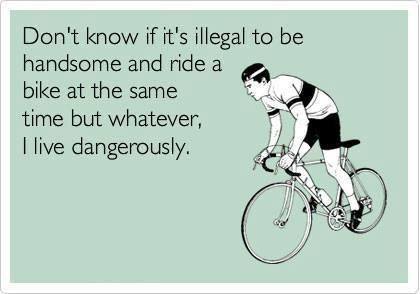 Don't know if it's illegal to be
handsome and ride a
bike at the same
time but whatever,
I live dangerously.